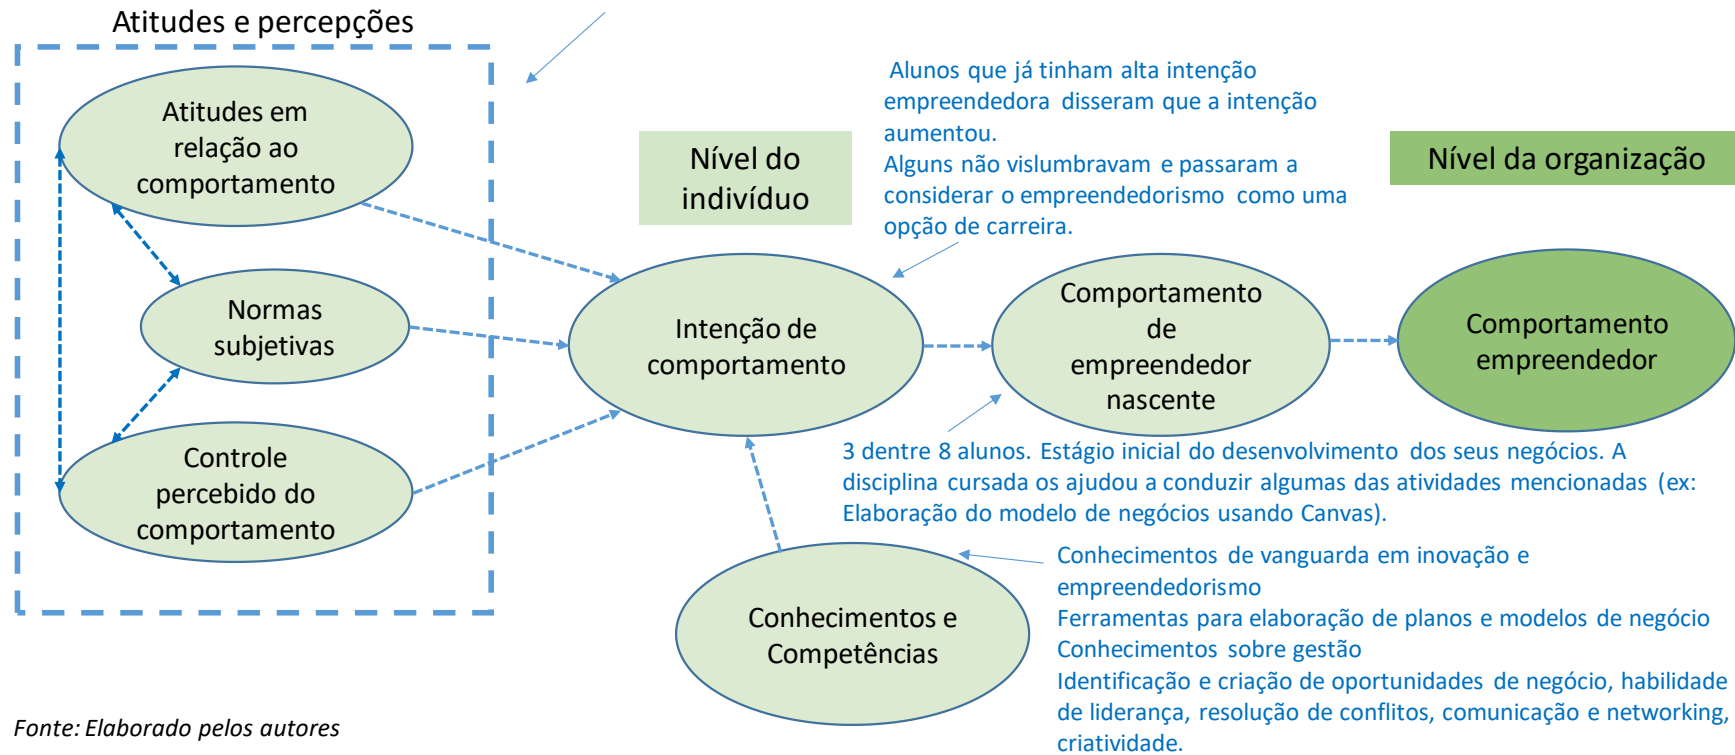 Atitudes e percepções
Atitudes em
relação ao
comportamento
Normas
subjetivas
Controle
percebido do
comportamento
Nível do
indivíduo
Alunos que já tinham alta intenção
empreendedora disseram que a intenção
aumentou.
Alguns não vislumbravam e passaram a
considerar o empreendedorismo como uma
opção de carreira.
Nível da organização
Intenção de
comportamento
Comportamento
de
empreendedor
nascente
Comportamento
empreendedor
3 dentre 8 alunos. Estágio inicial do desenvolvimento dos seus negócios. A
disciplina cursada os ajudou a conduzir algumas das atividades mencionadas (ex:
Elaboração do modelo de negócios usando Canvas).
Conhecimentos e
Competências
Conhecimentos de vanguarda em inovação e
empreendedorismo
Ferramentas para elaboração de planos e modelos de negócio
Conhecimentos sobre gestão
Identificação e criação de oportunidades de negócio, habilidade
de liderança, resolução de conflitos, comunicação e networking,
criatividade.
Fonte: Elaborado pelos autores